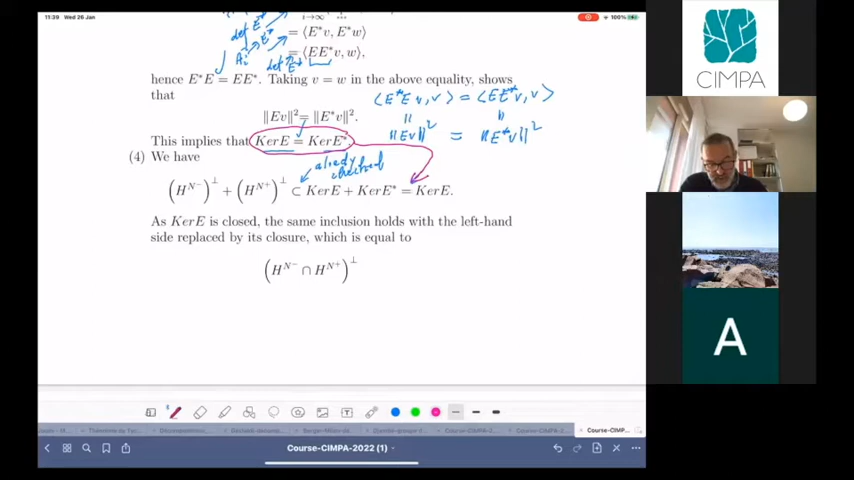 11:39 Wed 26 Jan
100%
i→∞
= ⟨E*v, E*w⟩
def E*
A_i → E*
= ⟨EE*v, w⟩,
def E*
hence E*E = EE*. Taking v = w in the above equality, shows
that
⟨E*Ev, v⟩ = ⟨EE*v, v⟩
‖Ev‖² = ‖E*v‖².
‖Ev‖² = ‖E*v‖²
This implies that KerE = KerE*.
(4) We have
already
checked
(H^{N⁻})^⊥ + (H^{N⁺})^⊥ ⊂ KerE + KerE* = KerE.
As KerE is closed, the same inclusion holds with the left-hand
side replaced by its closure, which is equal to
(H^{N⁻} ∩ H^{N⁺})^⊥
Course-CIMPA-2022 (1)
CIMPA
A